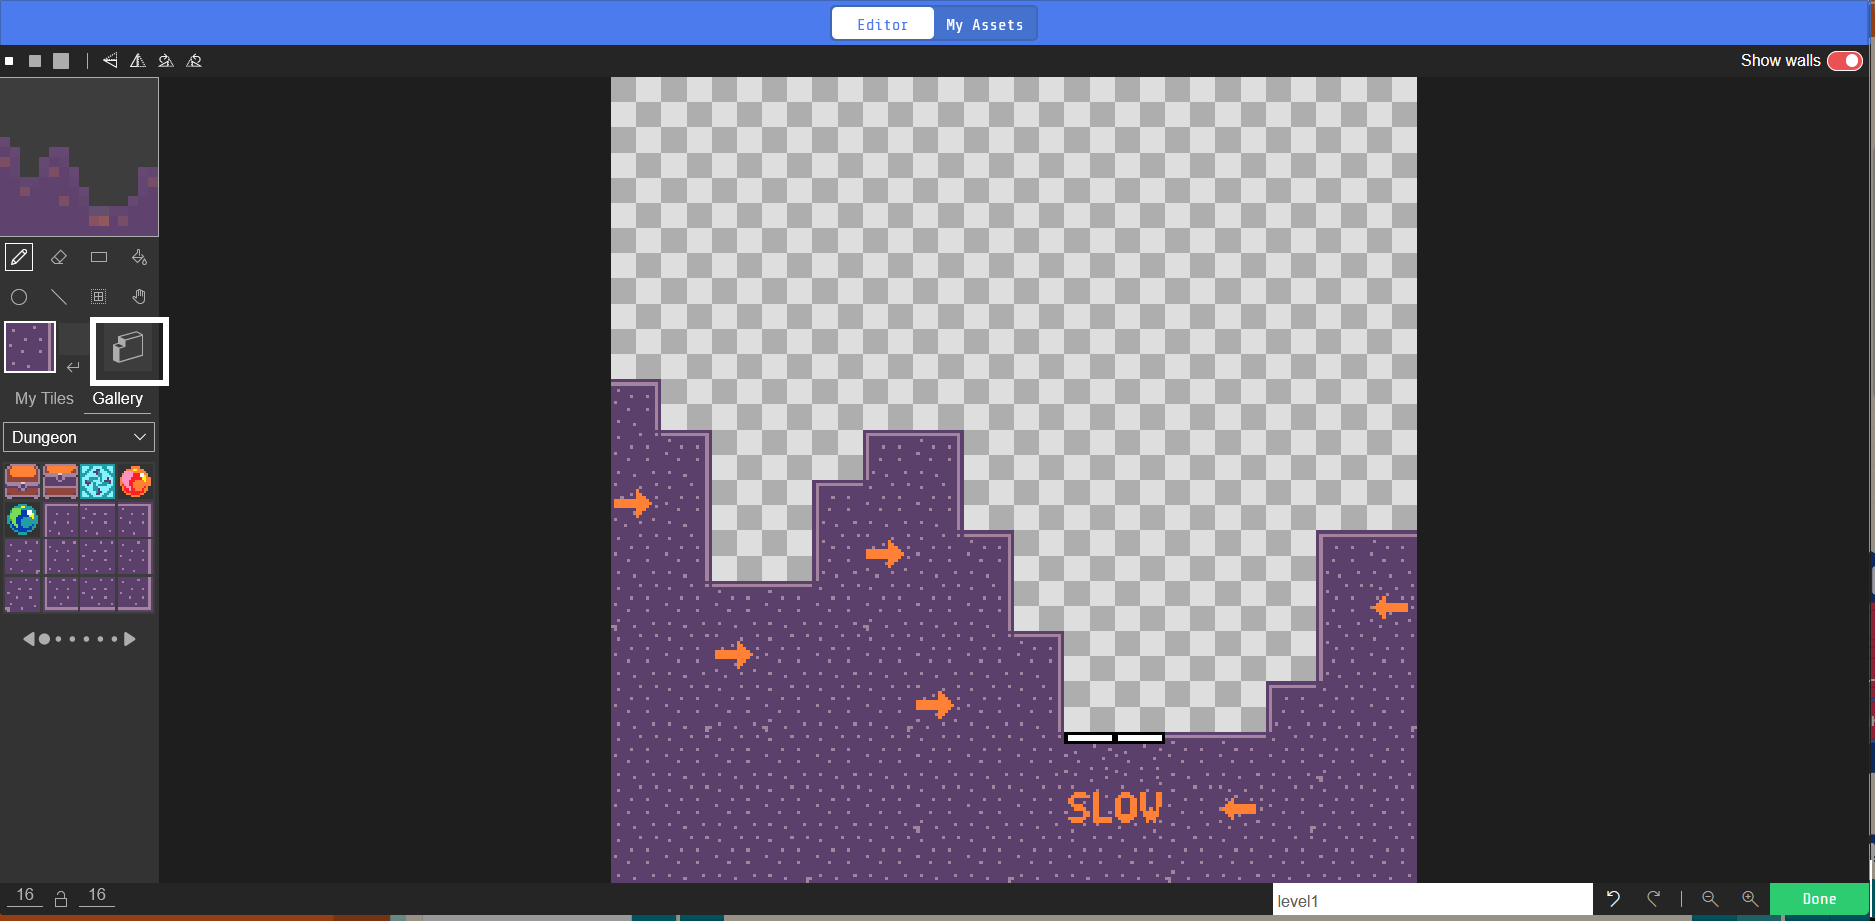 Editor My Assets
Show walls
My Tiles Gallery
Dungeon
SLOW
16 16
level1
Done